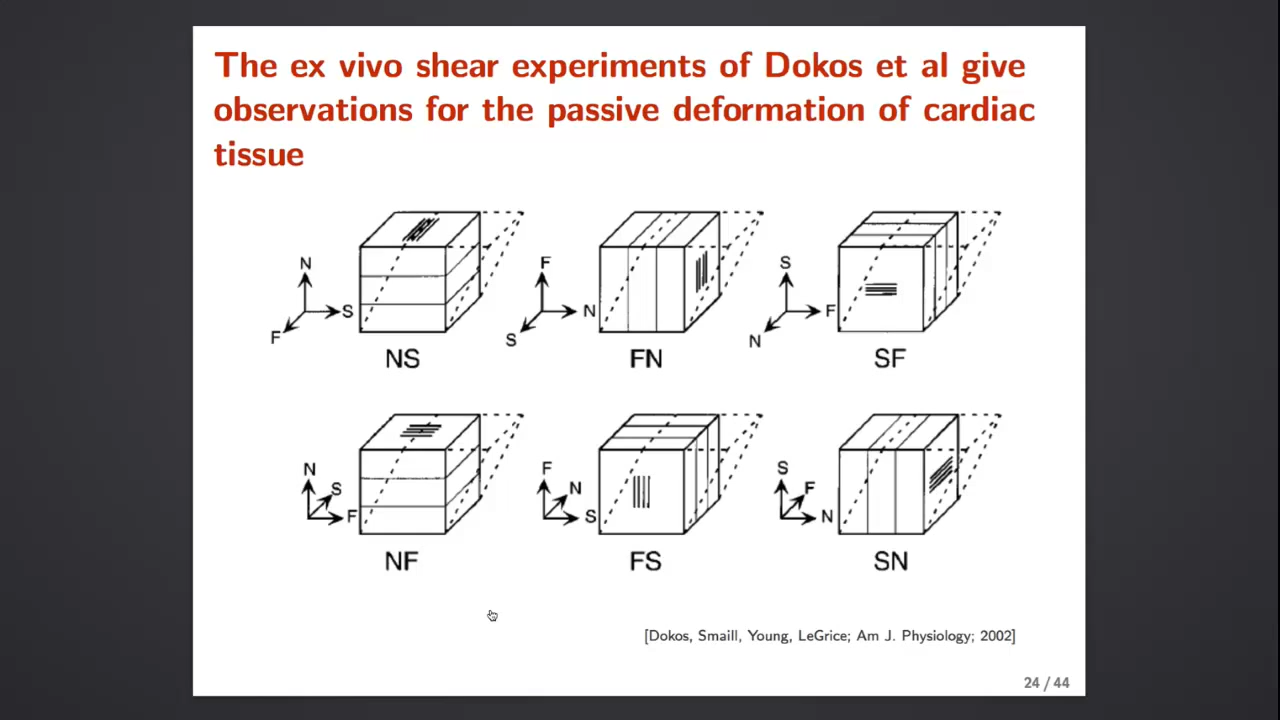 The ex vivo shear experiments of Dokos et al give
observations for the passive deformation of cardiac
tissue
N
S
F
NS
F
N
S
FN
S
F
N
SF
N
S
F
NF
F
N
S
FS
S
F
N
SN
[Dokos, Smaill, Young, LeGrice; Am J. Physiology; 2002]
24 / 44